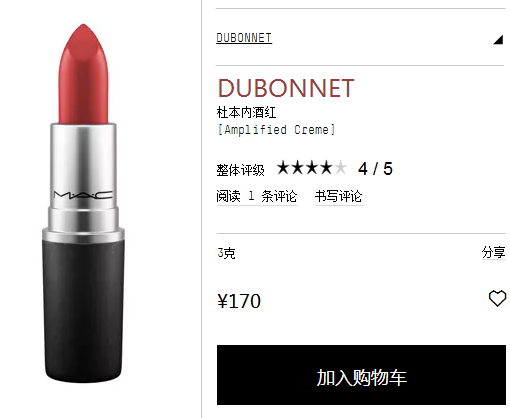 MAC
DUBONNET
DUBONNET
杜本内酒红
[Amplified Creme]
整体评级 4 / 5
阅读 1 条评论 书写评论
3克 分享
¥170
加入购物车